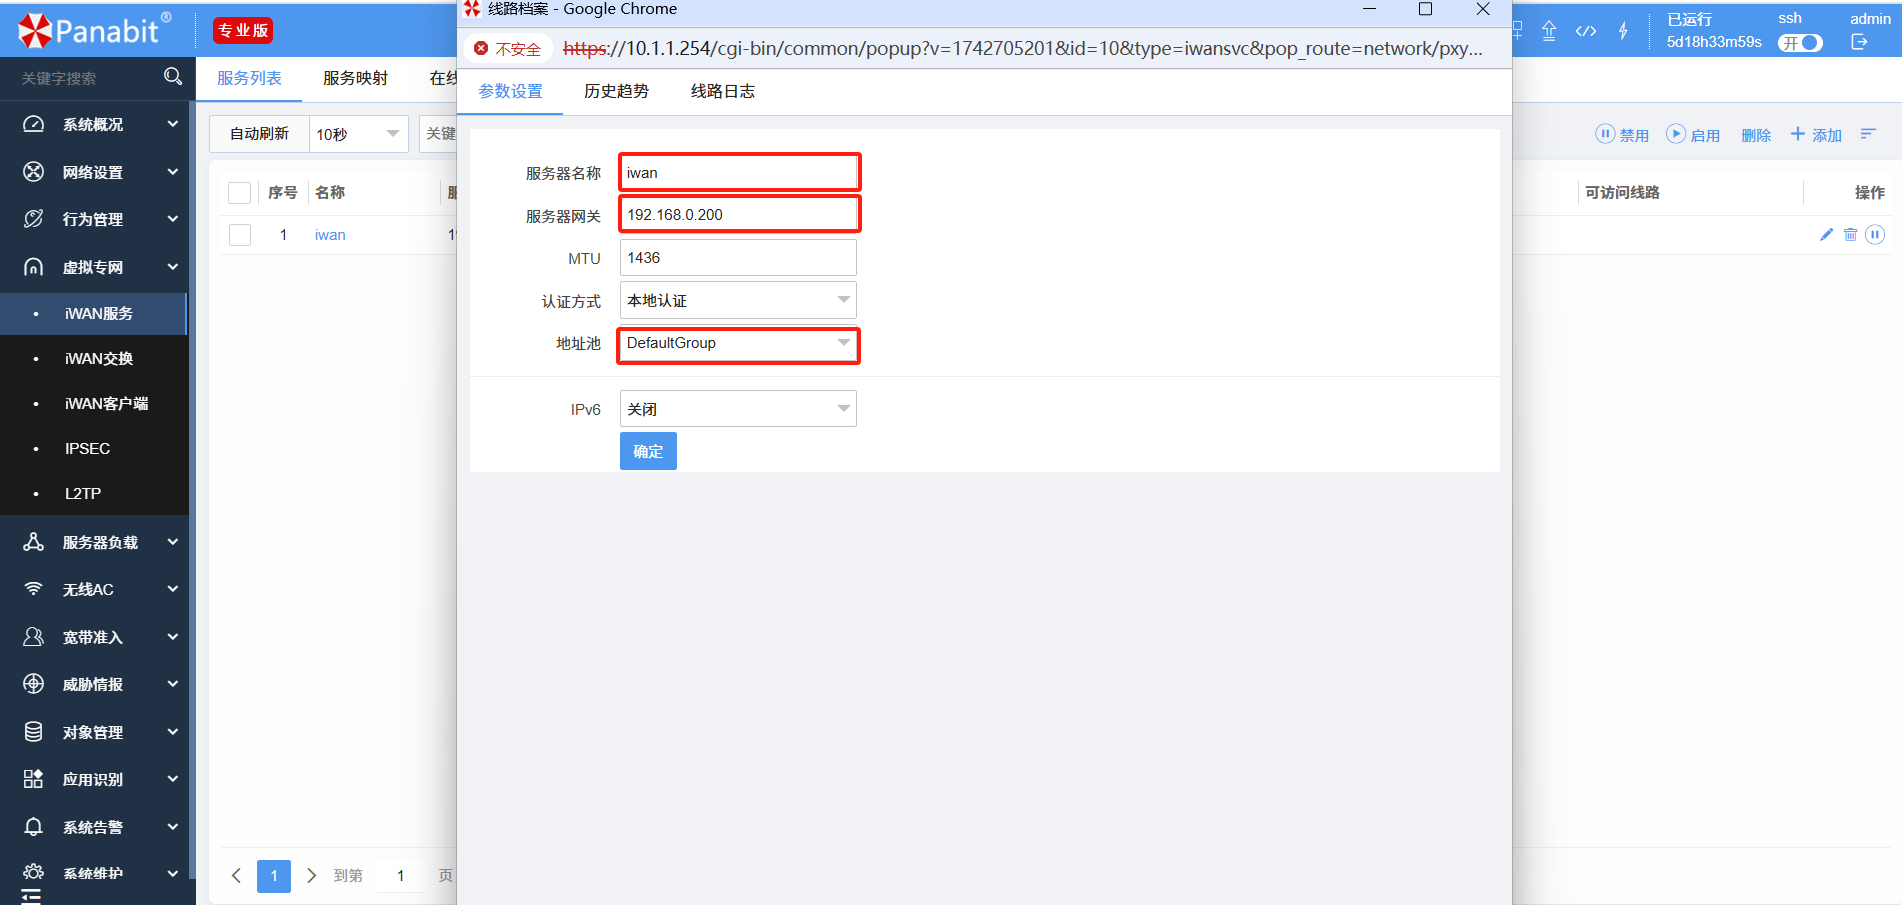 线路档案 - Google Chrome
Panabit®
专业版
不安全 https://10.1.1.254/cgi-bin/common/popup?v=1742705201&id=10&type=iwansvc&pop_route=network/pxy...
已运行
5d18h33m59s
ssh
开
admin
关键字搜索
服务列表
服务映射
在线
参数设置
历史趋势
线路日志
自动刷新
10秒
关键
禁用
启用
删除
添加
序号
名称
服
可访问线路
操作
1
iwan
19
系统概况
网络设置
行为管理
虚拟专网
iWAN服务
iWAN交换
iWAN客户端
IPSEC
L2TP
服务器负载
无线AC
宽带准入
威胁情报
对象管理
应用识别
系统告警
系统维护
服务器名称
iwan
服务器网关
192.168.0.200
MTU
1436
认证方式
本地认证
地址池
DefaultGroup
IPv6
关闭
确定
1
到第
1
页